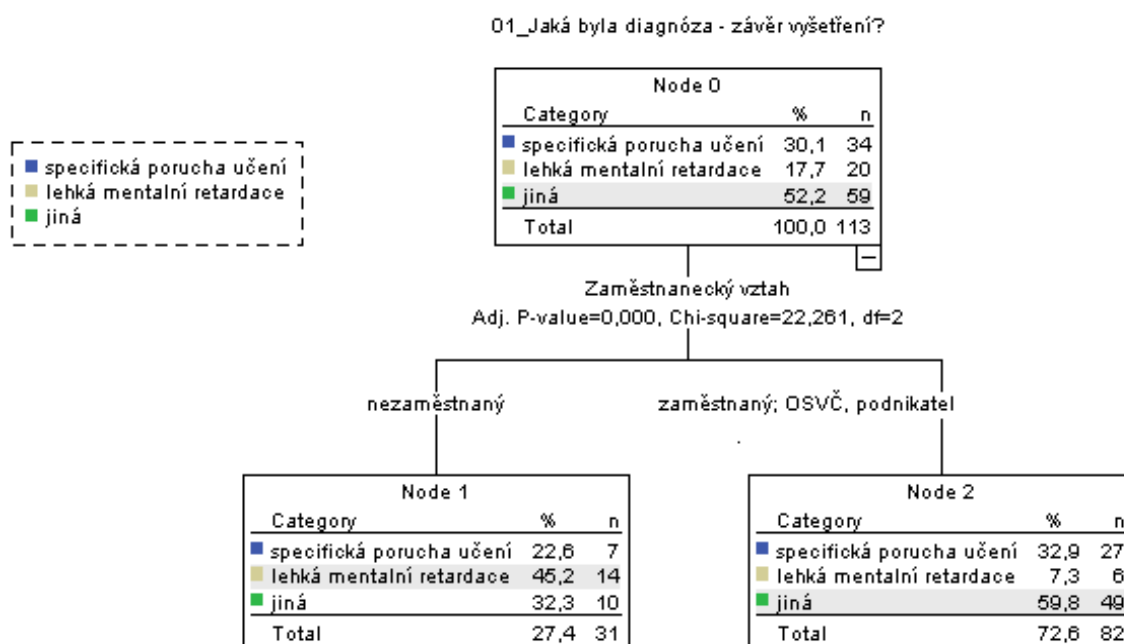 01_Jaká byla diagnóza - závěr vyšetření?
Node 0
Category % n
specifická porucha učení 30,1 34
lehká mentalní retardace 17,7 20
jiná 52,2 59
Total 100,0 113
specifická porucha učení
lehká mentalní retardace
jiná
Zaměstnanecký vztah
Adj. P-value=0,000, Chi-square=22,261, df=2
nezaměstnaný
zaměstnaný; OSVČ, podnikatel
Node 1
Category % n
specifická porucha učení 22,6 7
lehká mentalní retardace 45,2 14
jiná 32,3 10
Total 27,4 31
Node 2
Category % n
specifická porucha učení 32,9 27
lehká mentalní retardace 7,3 6
jiná 59,8 49
Total 72,6 82